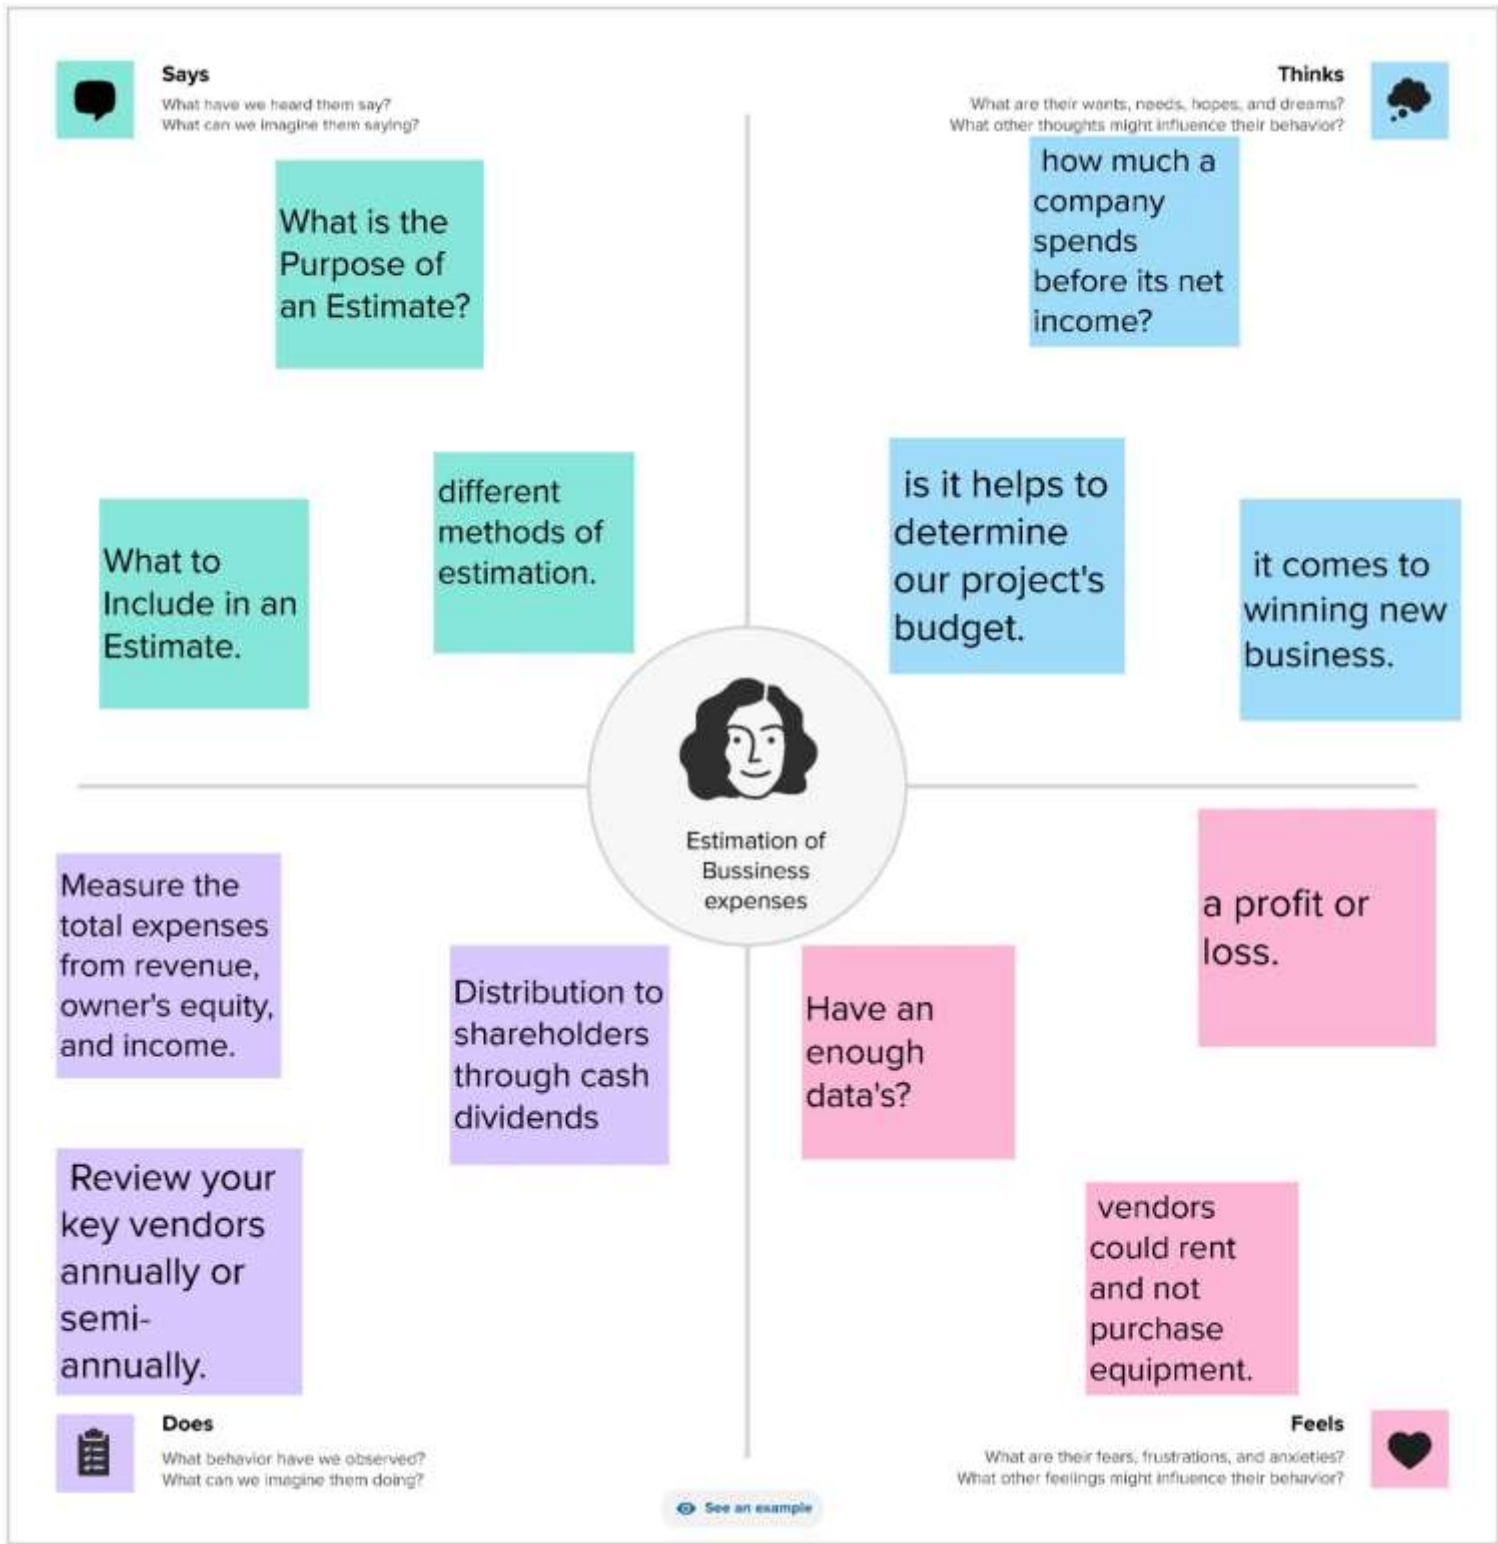 Says
What have we heard them say?
What can we imagine them saying?
What is the
Purpose of
an Estimate?
What to
Include in an
Estimate.
different
methods of
estimation.
Thinks
What are their wants, needs, hopes, and dreams?
What other thoughts might influence their behavior?
how much a
company
spends
before its net
income?
is it helps to
determine
our project's
budget.
it comes to
winning new
business.
Estimation of
Bussiness
expenses
Measure the
total expenses
from revenue,
owner's equity,
and income.
Distribution to
shareholders
through cash
dividends
Review your
key vendors
annually or
semi-
annually.
Does
What behavior have we observed?
What can we imagine them doing?
a profit or
loss.
Have an
enough
data's?
vendors
could rent
and not
purchase
equipment.
Feels
What are their fears, frustrations, and anxieties?
What other feelings might influence their behavior?
See an example